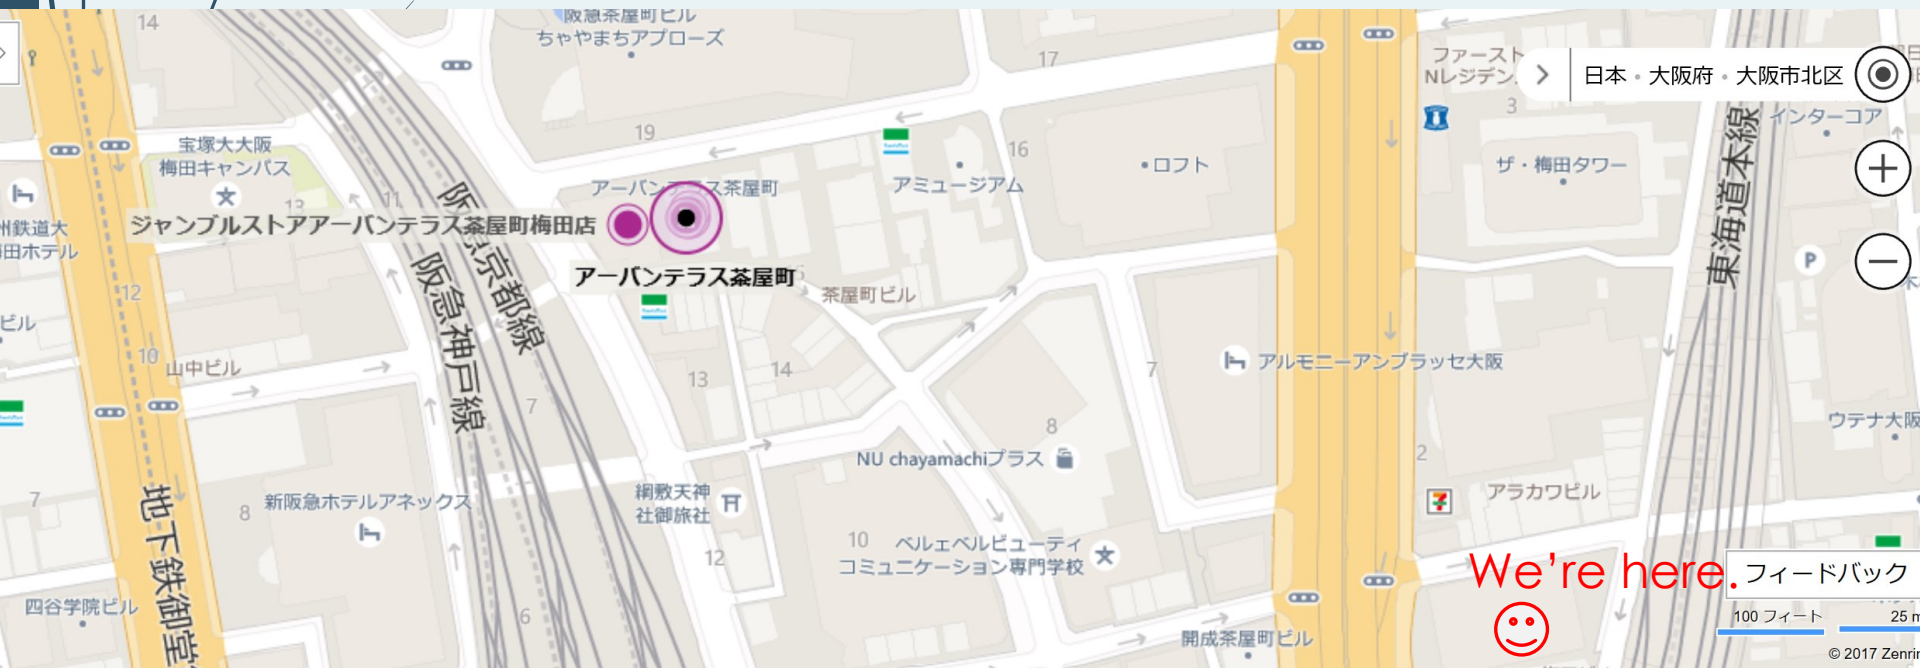 14
阪急茶屋町ビル
ちゃやまちアプローズ
17
ファースト
Nレジデン
日本 • 大阪府 • 大阪市北区
3
インターコア
宝塚大大阪
梅田キャンパス
19
16
ロフト
ザ・梅田タワー
アーバンテラス茶屋町
アミュージアム
11
13
ジャンブルストアアーバンテラス茶屋町梅田店
州鉄道大
田ホテル
アーバンテラス茶屋町
阪急京都線
阪急神戸線
東海道本線
P
12
茶屋町ビル
ビル
10
山中ビル
13
14
7
アルモニーアンブラッセ大阪
7
8
ウテナ大阪
NU chayamachiプラス
2
7
8
新阪急ホテルアネックス
網敷天神
社御旅社
アラカワビル
地下鉄御堂
10
ベルェベルビューティ
コミュニケーション専門学校
12
We're here.
フィードバック
四谷学院ビル
6
開成茶屋町ビル
100 フィート
25 m
© 2017 Zenrin